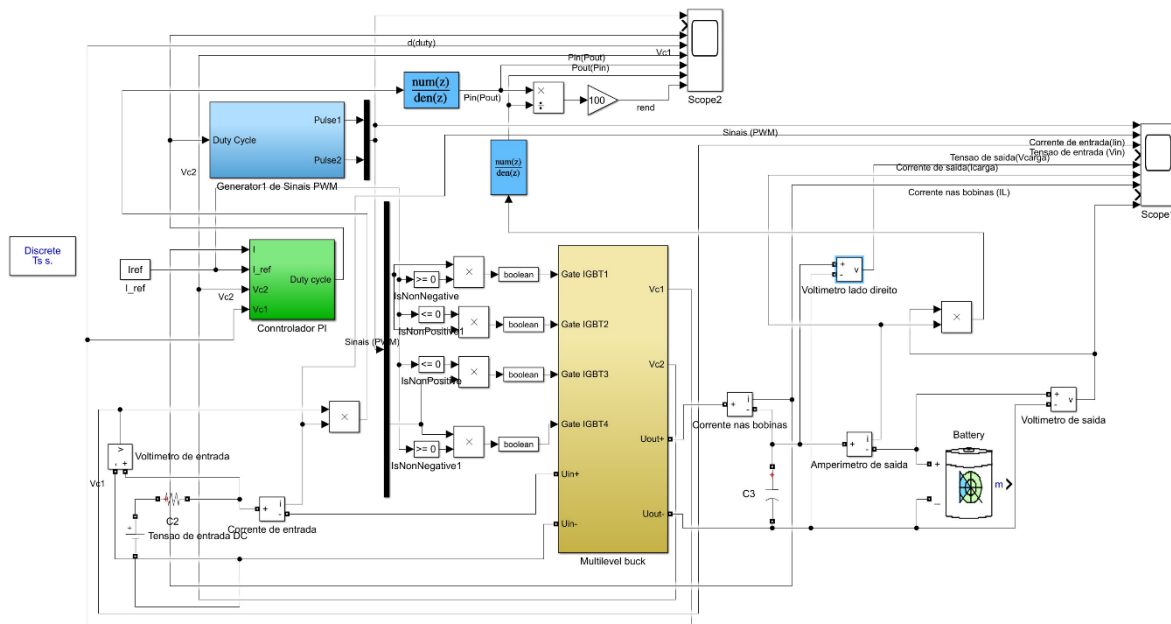 d(duty)
Vc1
Pin(Pout)
Pout(Pin)
Scope2
num(z)
den(z)
Pin(Pout)
×
÷
100
rend
Duty Cycle
Pulse1
Pulse2
Vc2
Generator1 de Sinais PWM
num(z)
den(z)
Sinais (PWM)
Corrente de entrada(Iin)
Tensao de entrada (Vin)
Tensao de saida(Vcarga)
Corrente de saida(Icarga)
Corrente nas bobinas (IL)
Scope1
Discrete
Ts s.
Iref
I_ref
I
I_ref
Vc2
Vc1
Duty cycle
Vc2
Conntrolador PI
Sinais (PWM)
>= 0
×
boolean
IsNonNegative
<= 0
×
boolean
IsNonPositive1
<= 0
×
boolean
IsNonPositivo
>= 0
×
boolean
IsNonNegative1
Gate IGBT1
Gate IGBT2
Gate IGBT3
Gate IGBT4
Uin+
Uin-
Vc1
Vc2
Uout+
Uout-
Multilevel buck
+
-
v
Voltimetro lado direito
×
×
v
+
-
Voltimetro de entrada
Vc1
+
C2
Tensao de entrada DC
+
i
-
Corrente de entrada
+
i
-
Corrente nas bobinas
+
C3
+
i
-
Amperimetro de saida
+
-
v
Voltimetro de saida
Battery
+
_
m